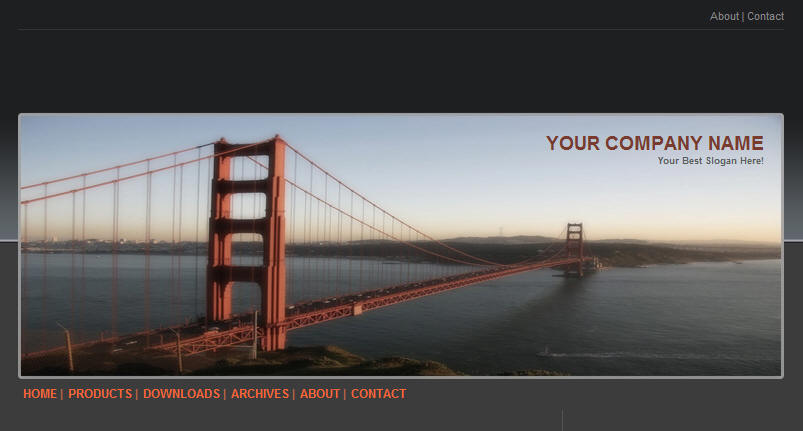 About | Contact
YOUR COMPANY NAME
Your Best Slogan Here!
HOME | PRODUCTS | DOWNLOADS | ARCHIVES | ABOUT | CONTACT